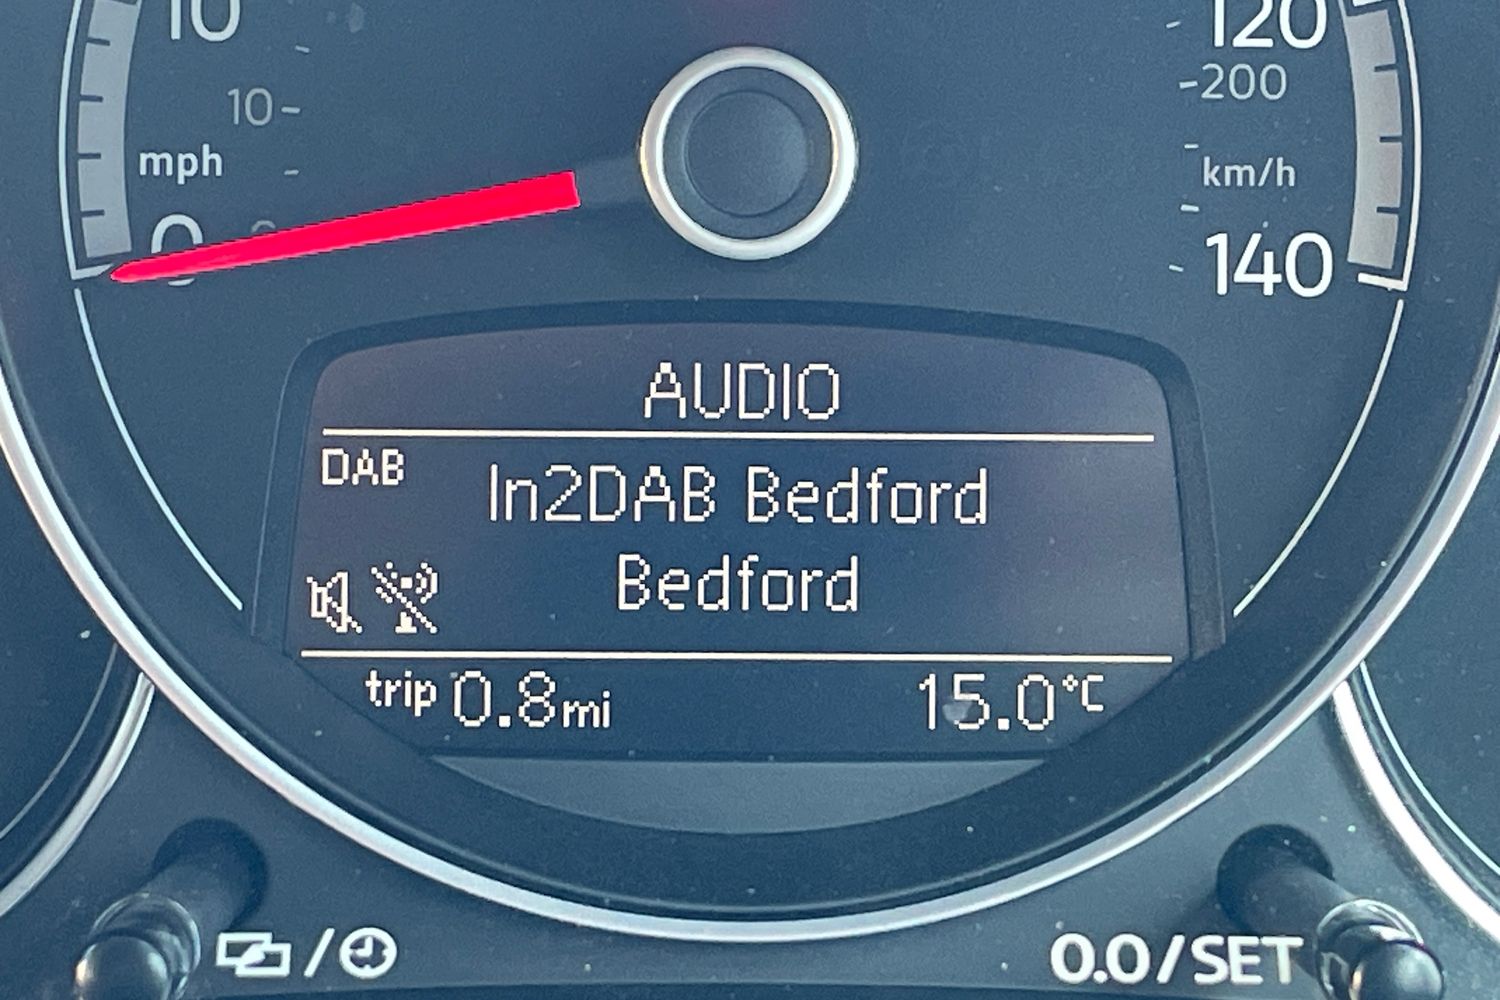 10
120
10
200
mph
km/h
0
140
AUDIO
DAB
In2DAB Bedford
Bedford
trip 0.8mi
15.0°C
0.0/SET